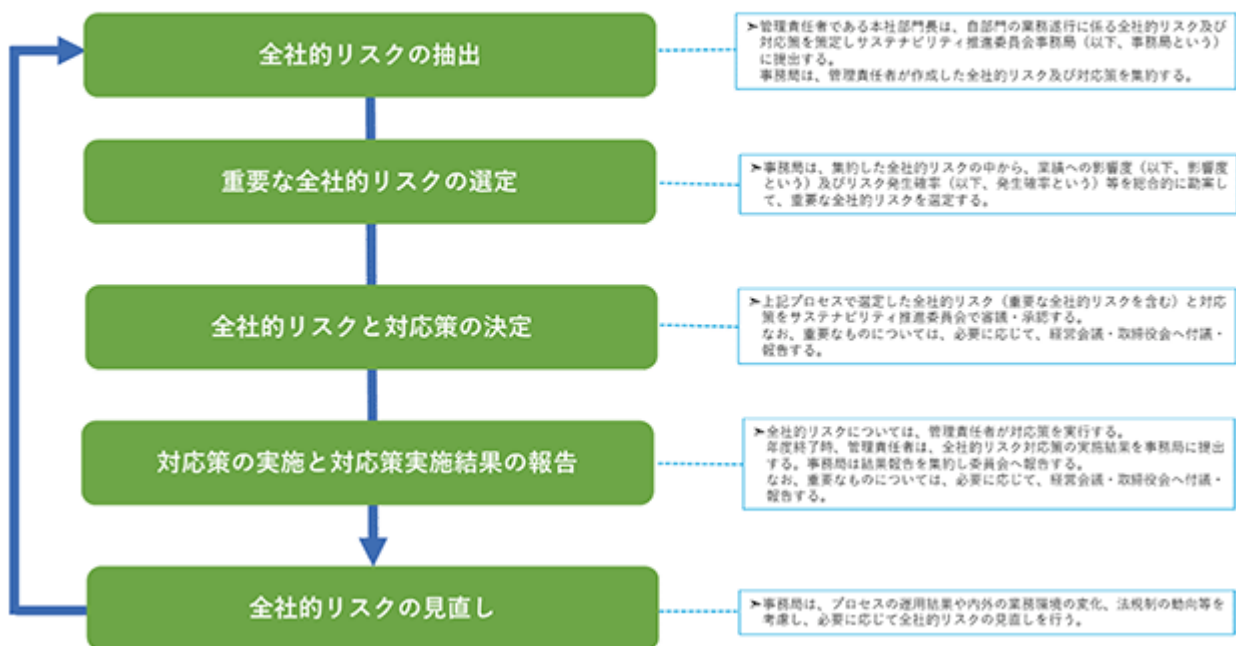 全社的リスクの抽出
➢管理責任者である本社部門長は、自部門の業務遂行に係る全社的リスク及び
対応策を策定しサステナビリティ推進委員会事務局（以下、事務局という）
に提出する。
事務局は、管理責任者が作成した全社的リスク及び対応策を集約する。
重要な全社的リスクの選定
➢事務局は、集約した全社的リスクの中から、業績への影響度（以下、影響度
という）及びリスク発生確率（以下、発生確率という）等を総合的に勘案し
て、重要な全社的リスクを選定する。
全社的リスクと対応策の決定
➢上記プロセスで選定した全社的リスク（重要な全社的リスクを含む）と対応
策をサステナビリティ推進委員会で審議・承認する。
なお、重要なものについては、必要に応じて、経営会議・取締役会へ付議・
報告する。
対応策の実施と対応策実施結果の報告
➢全社的リスクについては、管理責任者が対応策を実行する。
年度終了時、管理責任者は、全社的リスク対応策の実施結果を事務局に提出
する。事務局は結果報告を集約し委員会へ報告する。
なお、重要なものについては、必要に応じて、経営会議・取締役会へ付議・
報告する。
全社的リスクの見直し
➢事務局は、プロセスの運用結果や内外の業務環境の変化、法規制の動向等を
考慮し、必要に応じて全社的リスクの見直しを行う。